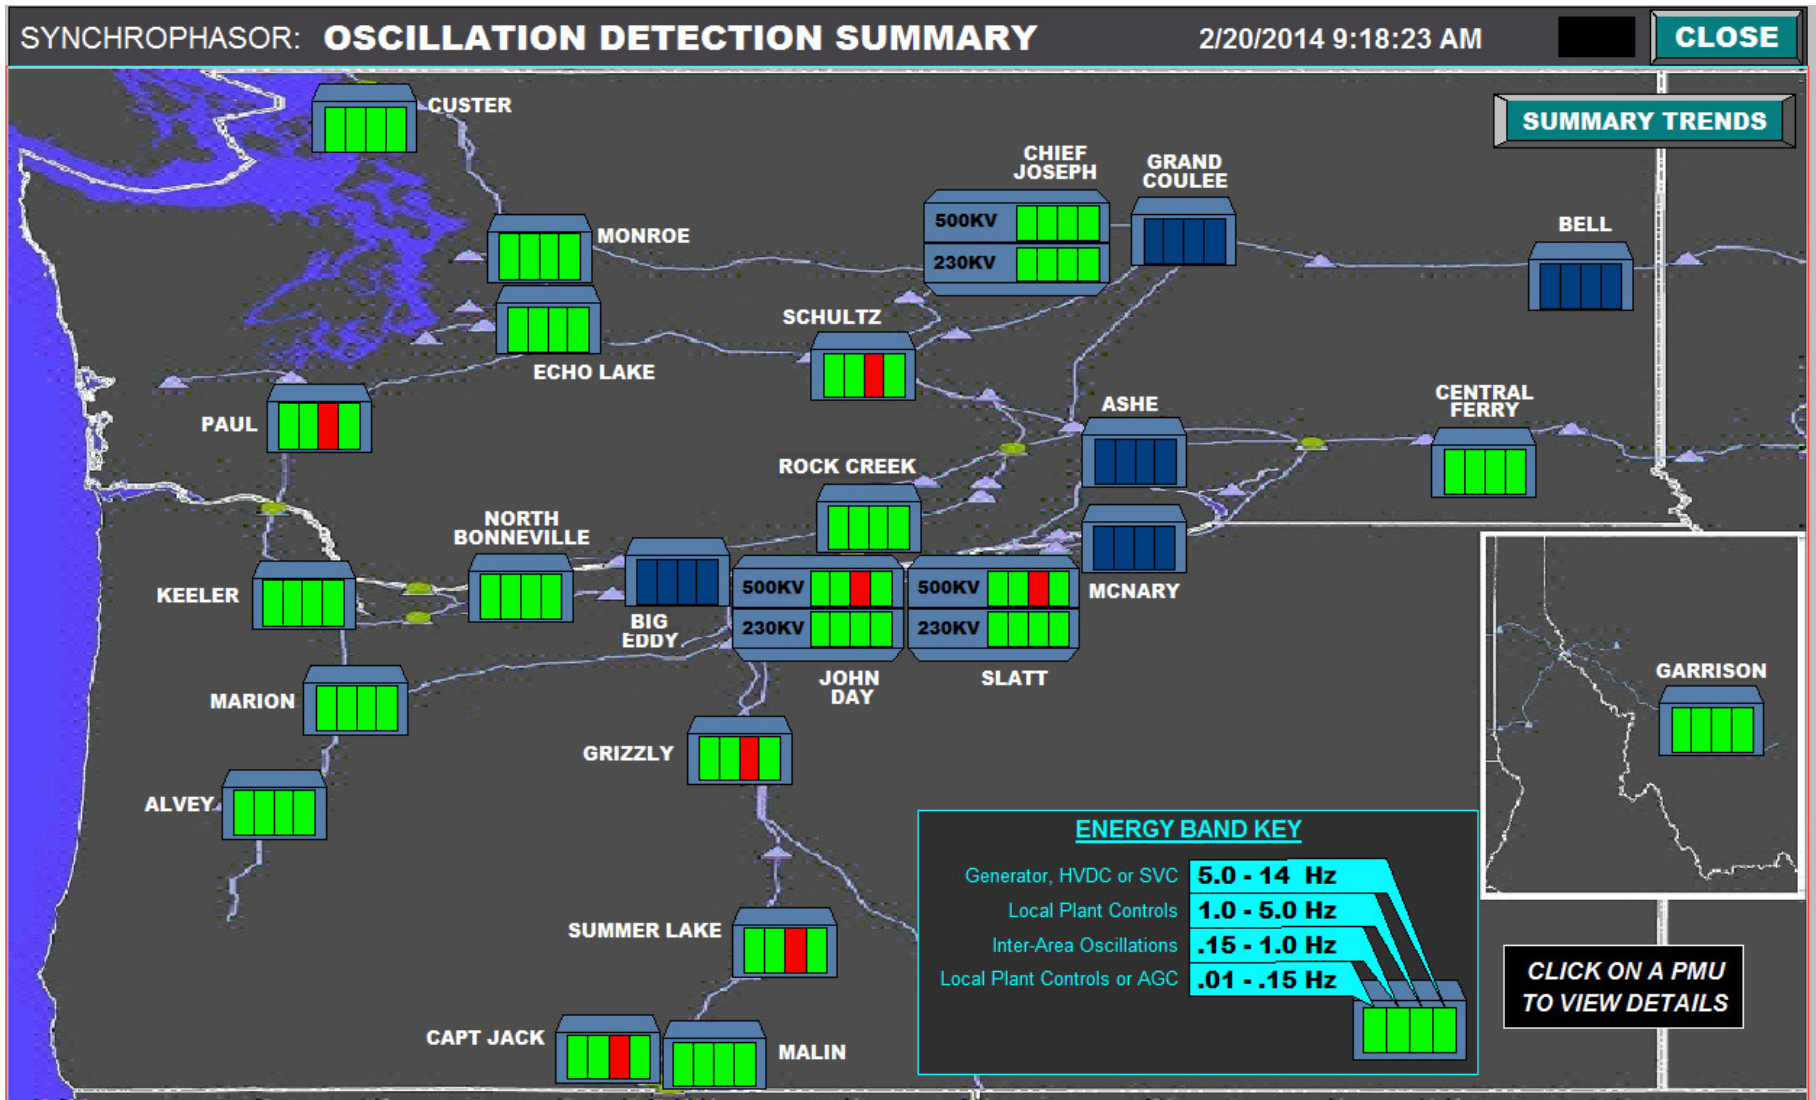 SYNCHROPHASOR: OSCILLATION DETECTION SUMMARY
2/20/2014 9:18:23 AM
CLOSE
SUMMARY TRENDS
CUSTER
MONROE
ECHO LAKE
CHIEF
JOSEPH
500KV
230KV
GRAND
COULEE
BELL
SCHULTZ
PAUL
ASHE
CENTRAL
FERRY
ROCK CREEK
NORTH
BONNEVILLE
KEELER
BIG
EDDY
500KV
230KV
JOHN
DAY
500KV
230KV
SLATT
MCNARY
MARION
GRIZZLY
ALVEY
GARRISON
SUMMER LAKE
CAPT JACK
MALIN
ENERGY BAND KEY
Generator, HVDC or SVC 5.0 - 14 Hz
Local Plant Controls 1.0 - 5.0 Hz
Inter-Area Oscillations .15 - 1.0 Hz
Local Plant Controls or AGC .01 - .15 Hz
CLICK ON A PMU
TO VIEW DETAILS